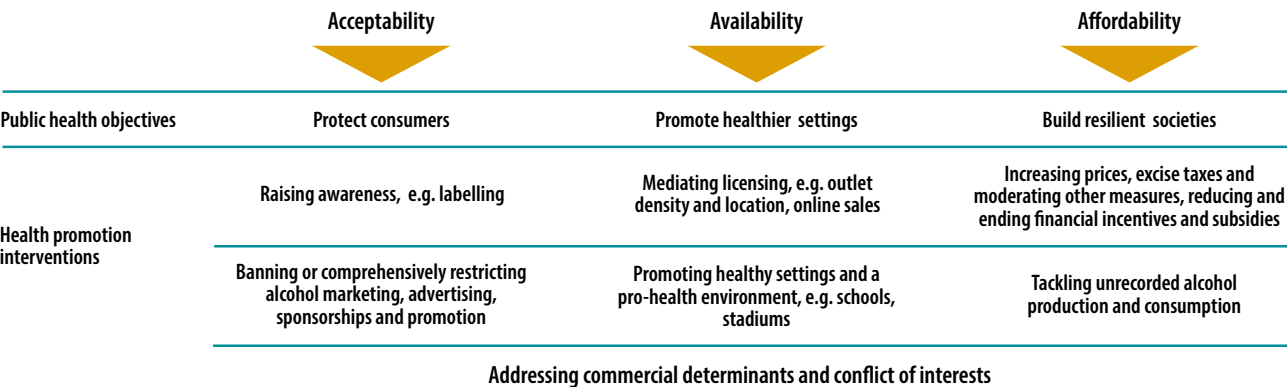 Acceptability
Availability
Affordability
Public health objectives
Protect consumers
Promote healthier settings
Build resilient societies
Health promotion
interventions
Raising awareness, e.g. labelling
Mediating licensing, e.g. outlet
density and location, online sales
Increasing prices, excise taxes and
moderating other measures, reducing and
ending financial incentives and subsidies
Banning or comprehensively restricting
alcohol marketing, advertising,
sponsorships and promotion
Promoting healthy settings and a
pro-health environment, e.g. schools,
stadiums
Tackling unrecorded alcohol
production and consumption
Addressing commercial determinants and conflict of interests